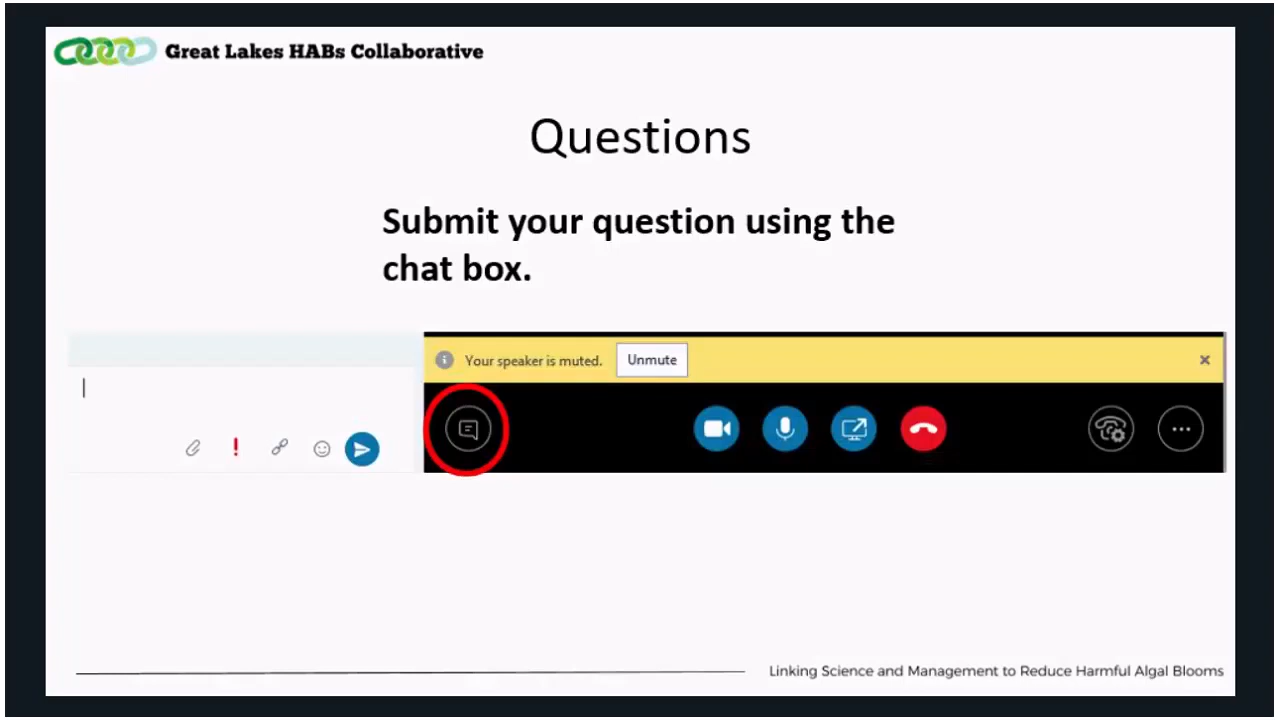 Great Lakes HABs Collaborative
Questions
Submit your question using the
chat box.
Your speaker is muted. Unmute
Linking Science and Management to Reduce Harmful Algal Blooms